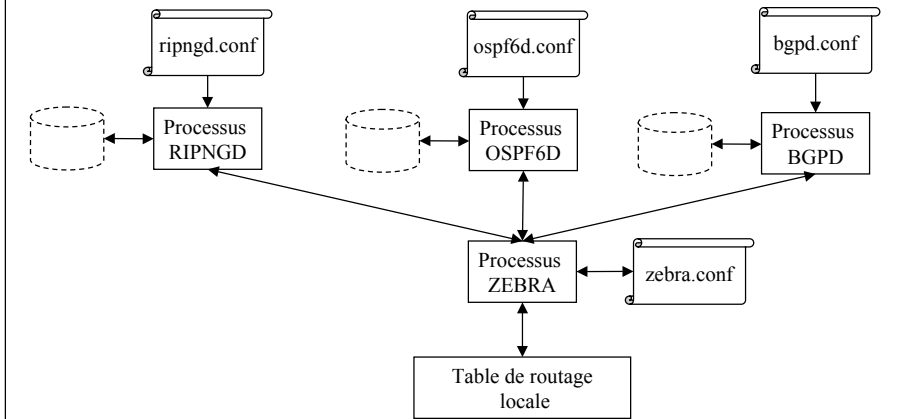 ripngd.conf
ospf6d.conf
bgpd.conf
Processus
RIPNGD
Processus
OSPF6D
Processus
BGPD
Processus
ZEBRA
zebra.conf
Table de routage
locale